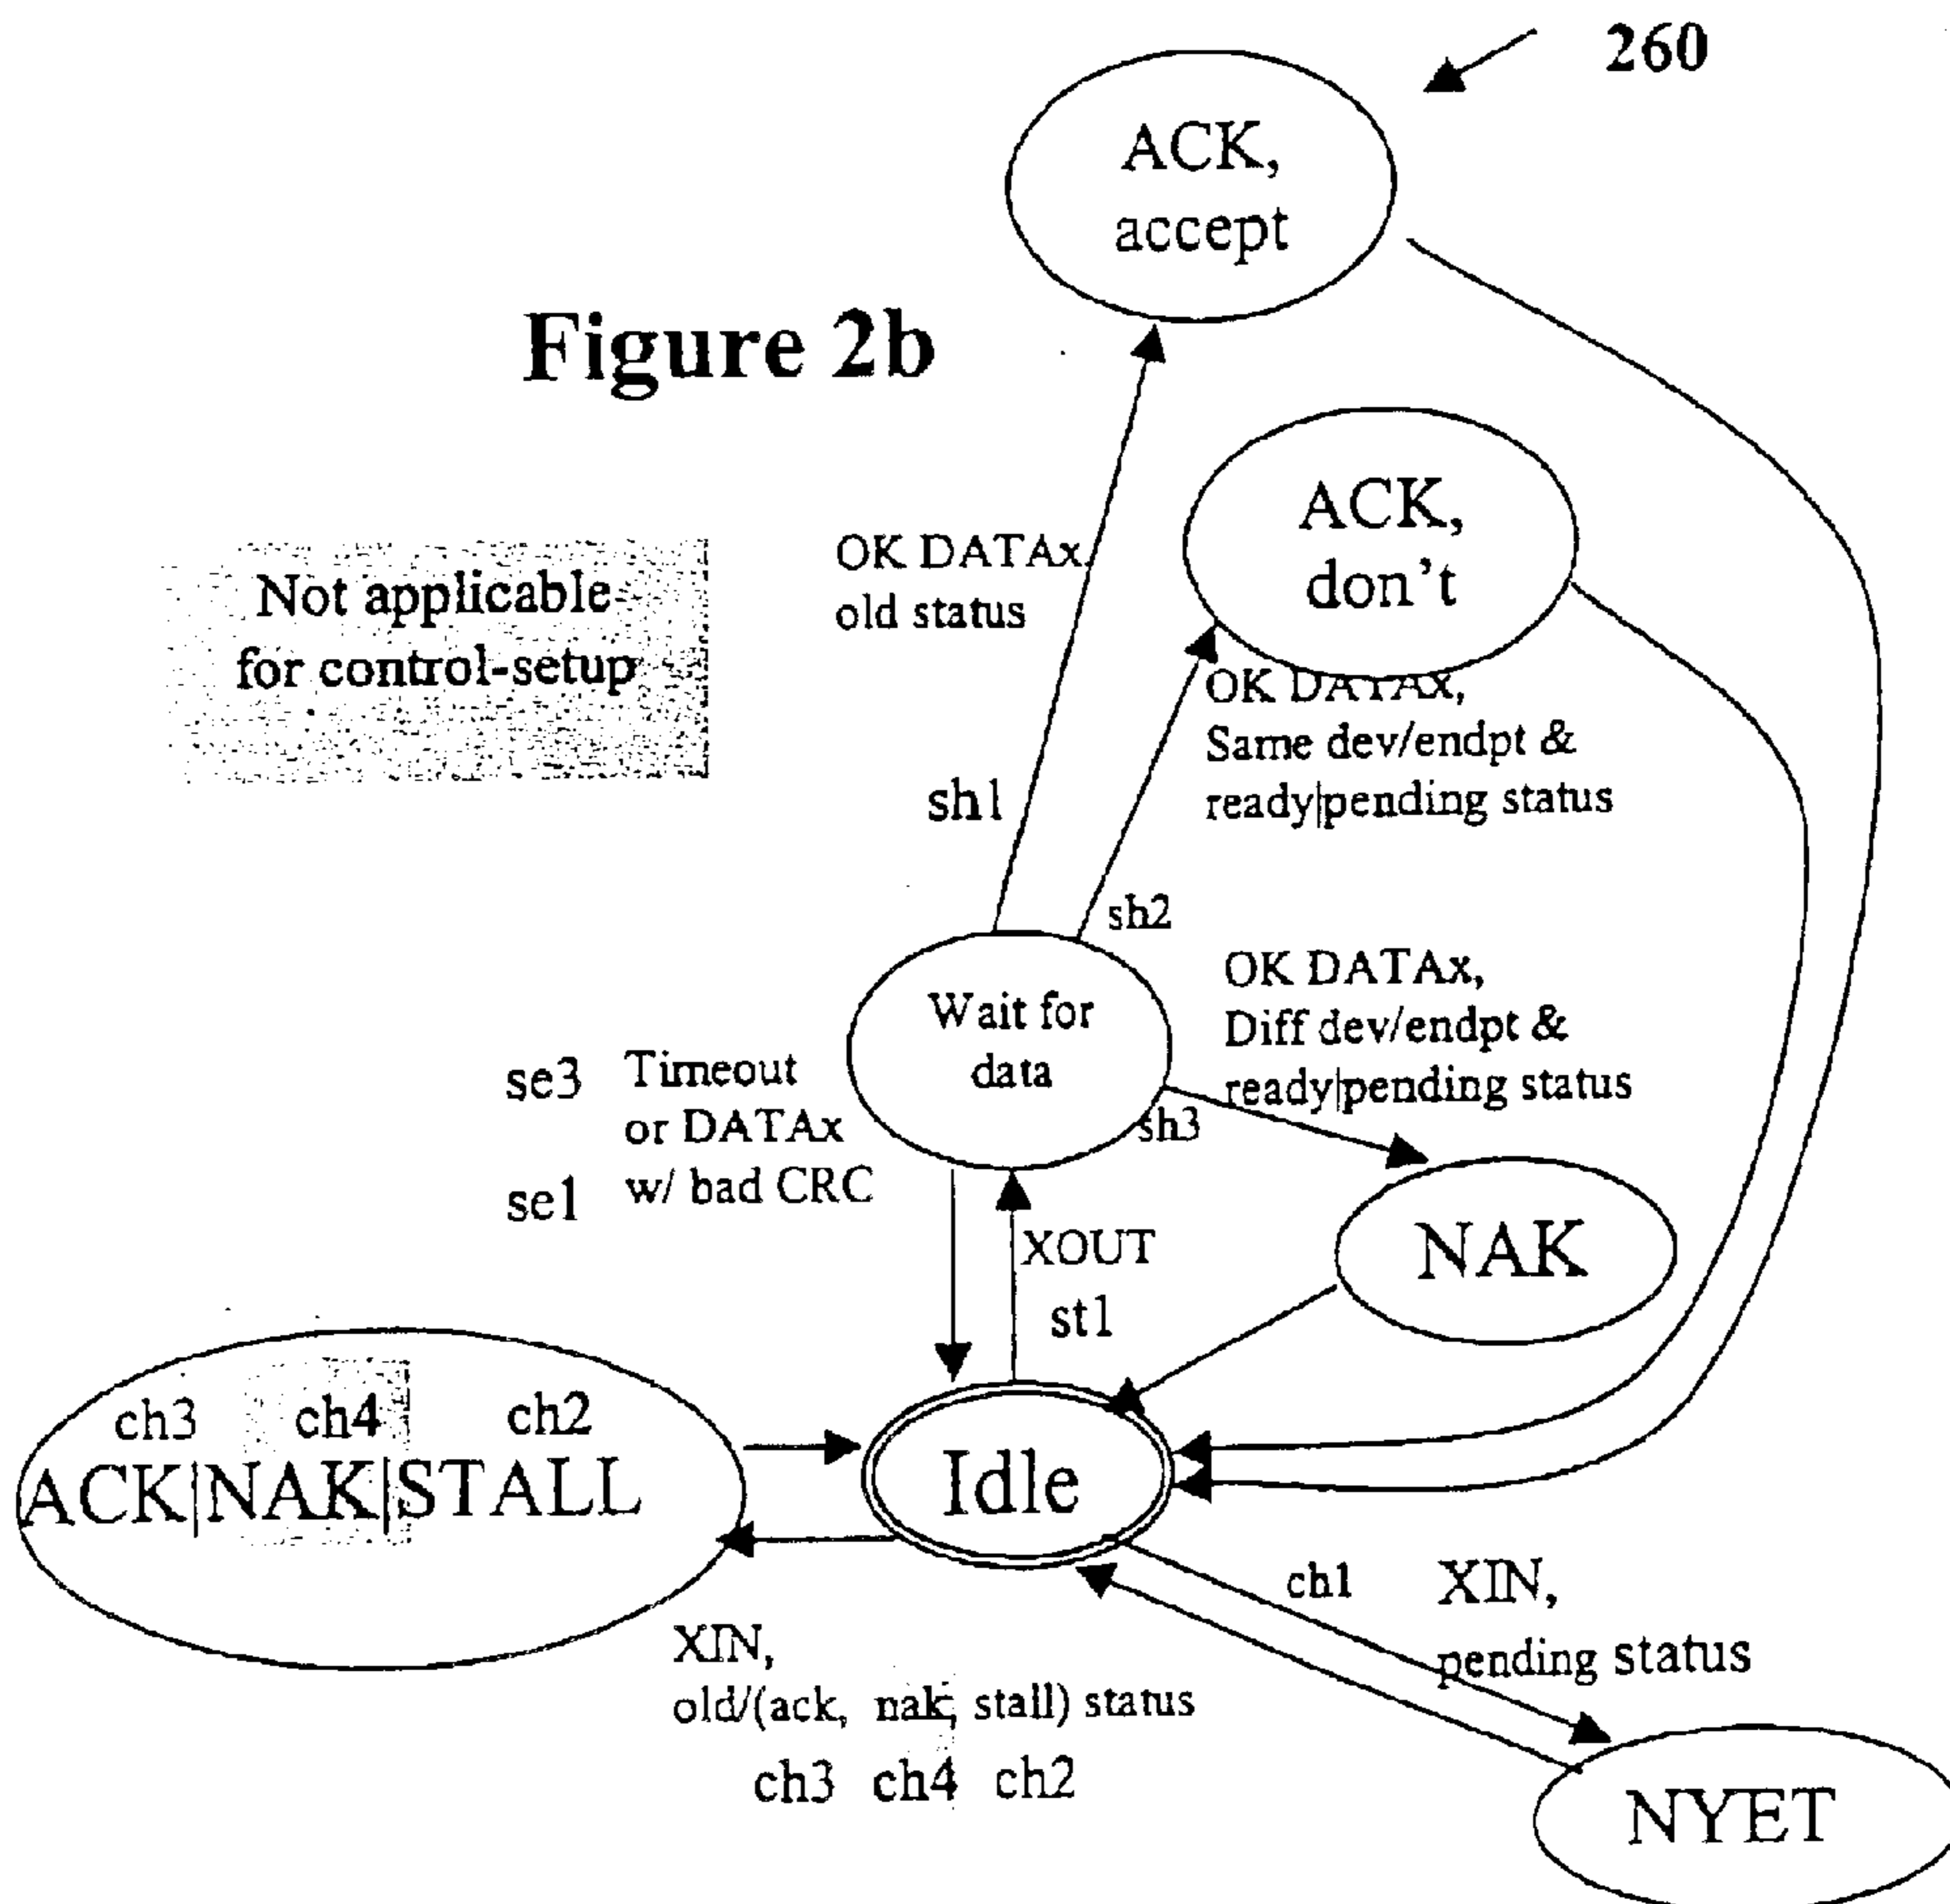 260
ACK,
accept
Figure 2b
ACK,
don't
OK DATAx,
old status
Not applicable
for control-setup
OK DATAx,
Same dev/endpt &
ready|pending status
sh1
sh2
OK DATAx,
Diff dev/endpt &
ready|pending status
Wait for
data
sh3
se3
Timeout
or DATAx
w/ bad CRC
se1
XOUT
st1
NAK
ch3 ch4 ch2
ACK|NAK|STALL
Idle
ch1
XIN,
pending status
XIN,
old/(ack, nak, stall) status
ch3 ch4 ch2
NYET